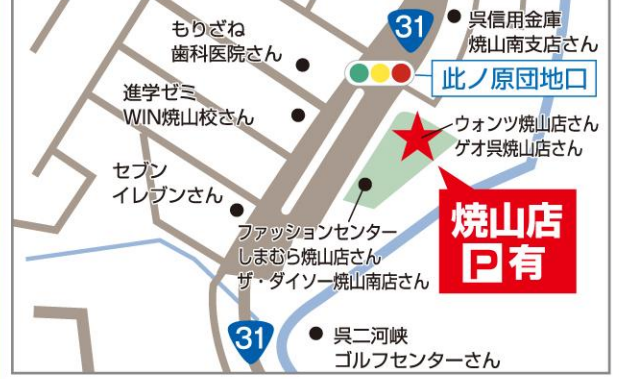 31
呉信用金庫
焼山南支店さん
もりざね
歯科医院さん
此ノ原団地口
進学ゼミ
WIN焼山校さん
ウォンツ焼山店さん
ゲオ呉焼山店さん
セブン
イレブンさん
焼山店
P有
ファッションセンター
しまむら焼山店さん
ザ・ダイソー焼山南店さん
31
呉二河峡
ゴルフセンターさん